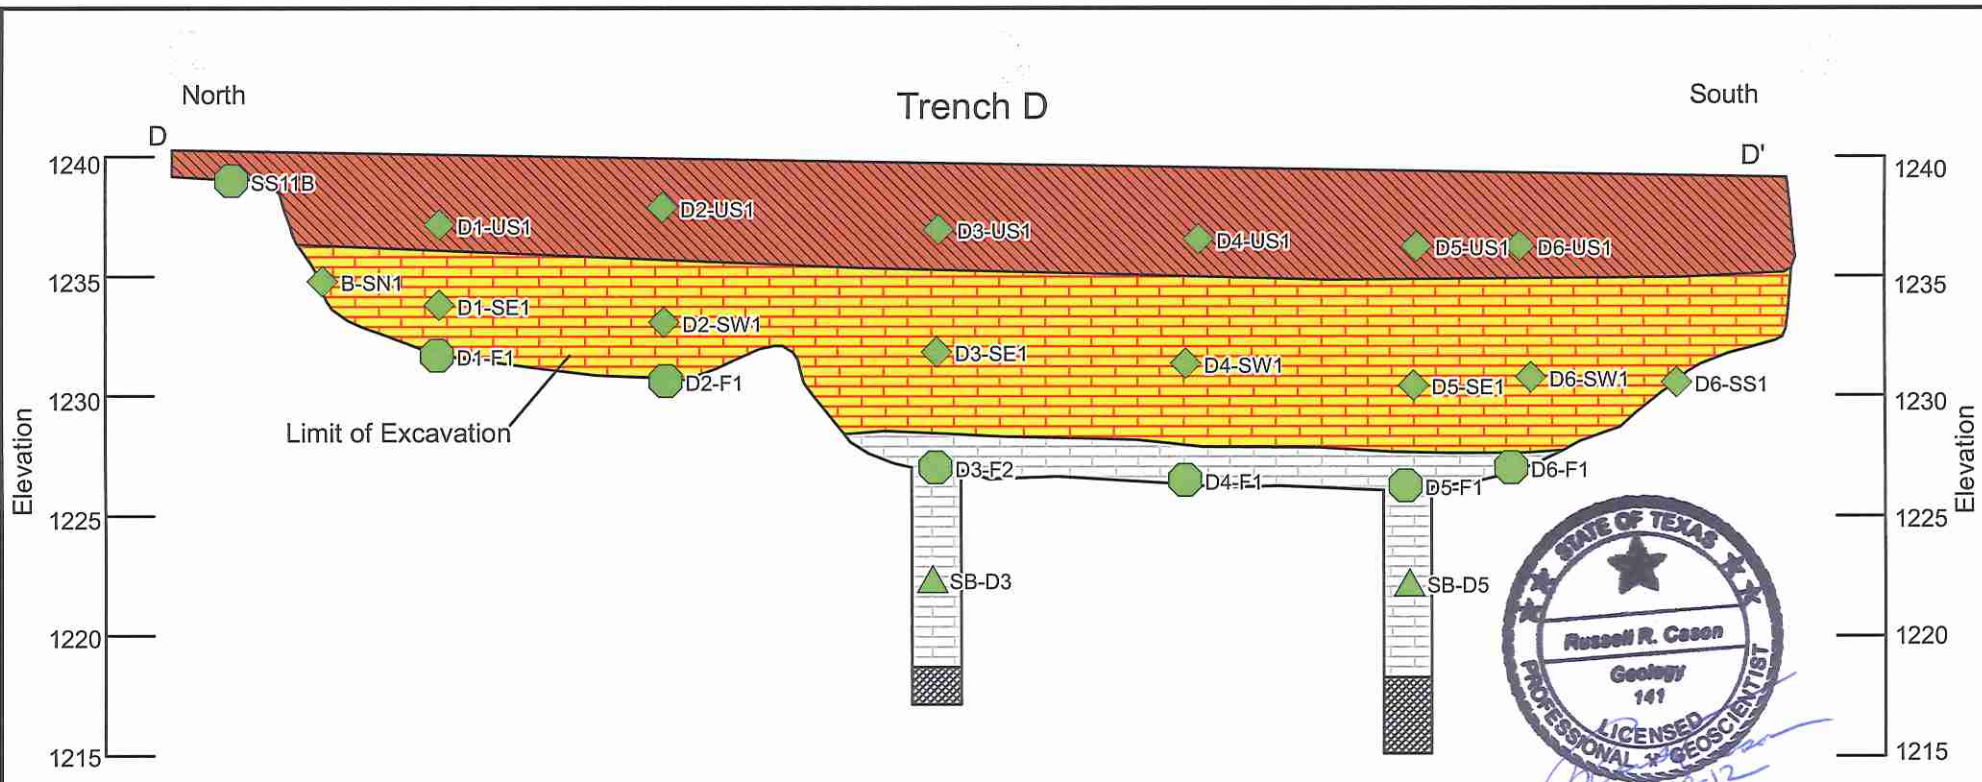 North
Trench D
South
D
D'
1240
1235
1230
1225
1220
1215
Elevation
SS11B
D1-US1
D2-US1
D3-US1
D4-US1
D5-US1
D6-US1
B-SN1
D1-SE1
D2-SW1
D3-SE1
D4-SW1
D5-SE1
D6-SW1
D6-SS1
D1-F1
D2-F1
Limit of Excavation
D3-F2
D4-F1
D5-F1
D6-F1
SB-D3
SB-D5
1240
1235
1230
1225
1220
1215
Elevation
STATE OF TEXAS
Russell R. Cason
Geology
141
LICENSED
PROFESSIONAL GEOSCIENTIST